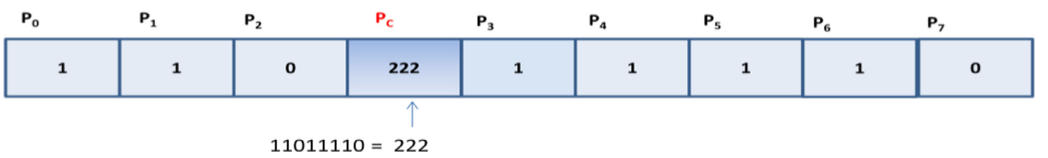 P₀ P₁ P₂ P_C P₃ P₄ P₅ P₆ P₇
1 1 0 222 1 1 1 1 0
11011110 = 222